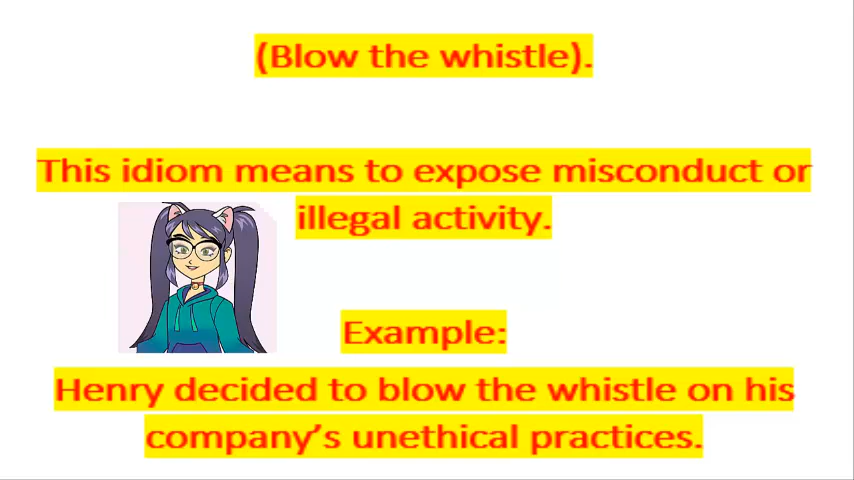 (Blow the whistle).
This idiom means to expose misconduct or
illegal activity.
Example:
Henry decided to blow the whistle on his
company’s unethical practices.